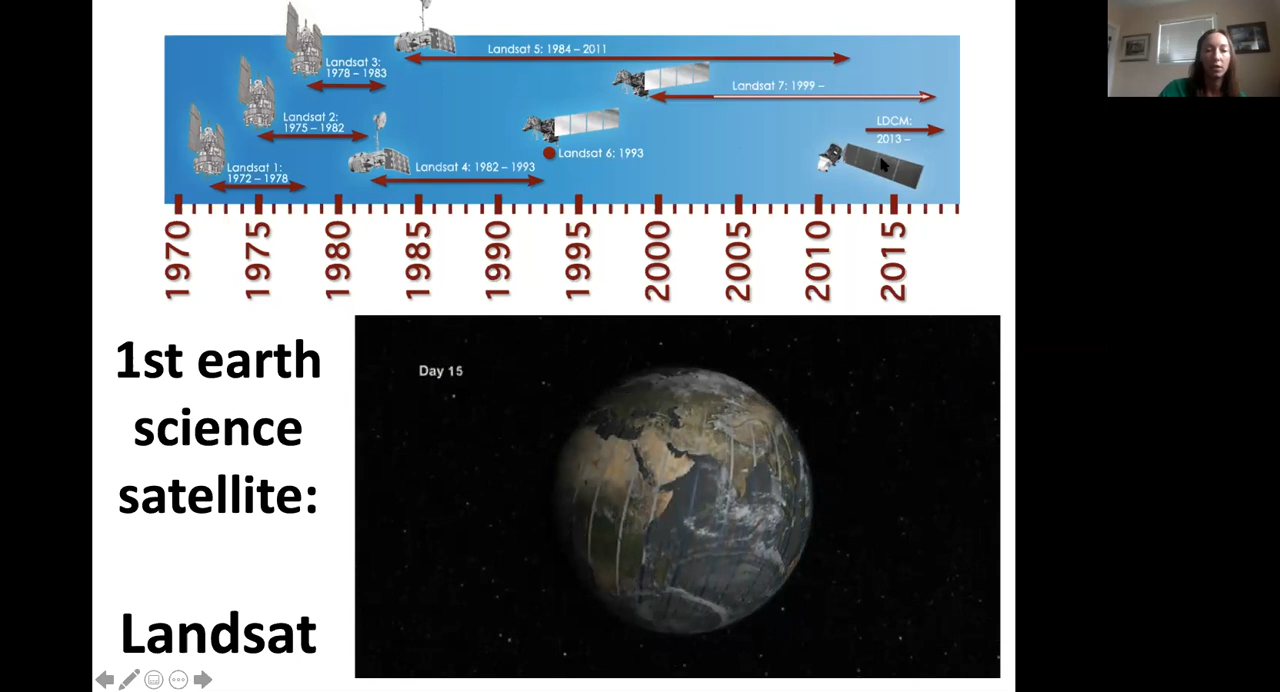 Landsat 5: 1984 – 2011
Landsat 3:
1978 – 1983
Landsat 7: 1999 –
Landsat 2:
1975 – 1982
LDCM:
2013 –
Landsat 6: 1993
Landsat 1:
1972 – 1978
Landsat 4: 1982 – 1993
1970
1975
1980
1985
1990
1995
2000
2005
2010
2015
1st earth
science
satellite:
Landsat
Day 15